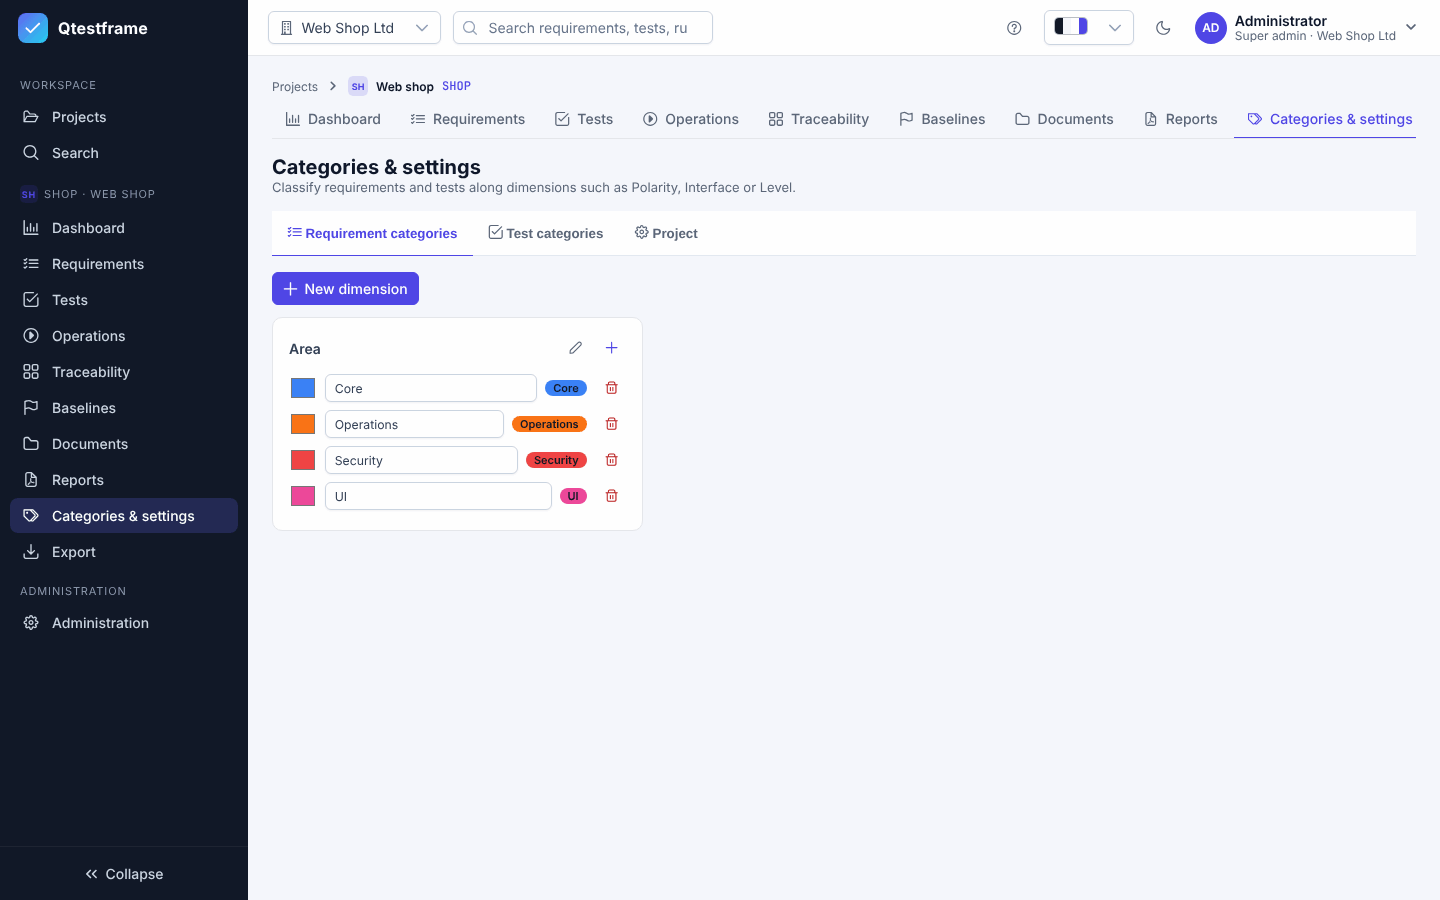 Qtestframe
Web Shop Ltd
Search requirements, tests, ru
AD
Administrator
Super admin · Web Shop Ltd
WORKSPACE
Projects
Search
SH SHOP · WEB SHOP
Dashboard
Requirements
Tests
Operations
Traceability
Baselines
Documents
Reports
Categories & settings
Export
ADMINISTRATION
Administration
Collapse
Projects
SH Web shop SHOP
Dashboard Requirements Tests Operations Traceability Baselines Documents Reports Categories & settings
Categories & settings
Classify requirements and tests along dimensions such as Polarity, Interface or Level.
Requirement categories Test categories Project
New dimension
Area
Core Core
Operations Operations
Security Security
UI UI